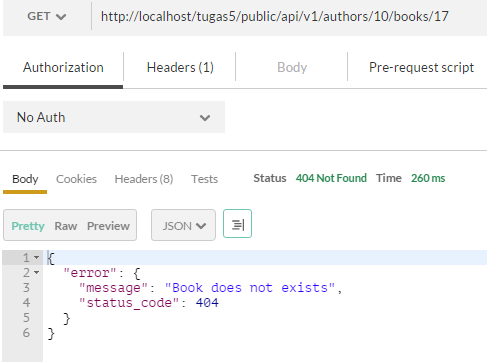 GET http://localhost/tugas5/public/api/v1/authors/10/books/17
Authorization Headers (1) Body Pre-request script
No Auth
Body Cookies Headers (8) Tests Status 404 Not Found Time 260 ms
Pretty Raw Preview JSON
1 {
2 "error": {
3 "message": "Book does not exists",
4 "status_code": 404
5 }
6 }